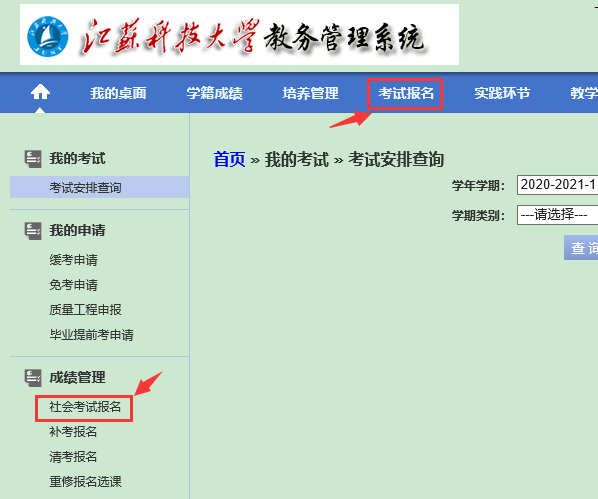 江苏科技大学教务管理系统
我的桌面 学籍成绩 培养管理 考试报名 实践环节 教学
我的考试
考试安排查询
我的申请
缓考申请
免考申请
质量工程申报
毕业提前考申请
成绩管理
社会考试报名
补考报名
清考报名
重修报名选课
首页 » 我的考试 » 考试安排查询
学年学期： 2020-2021-1
学期类别： ---请选择---
查 询